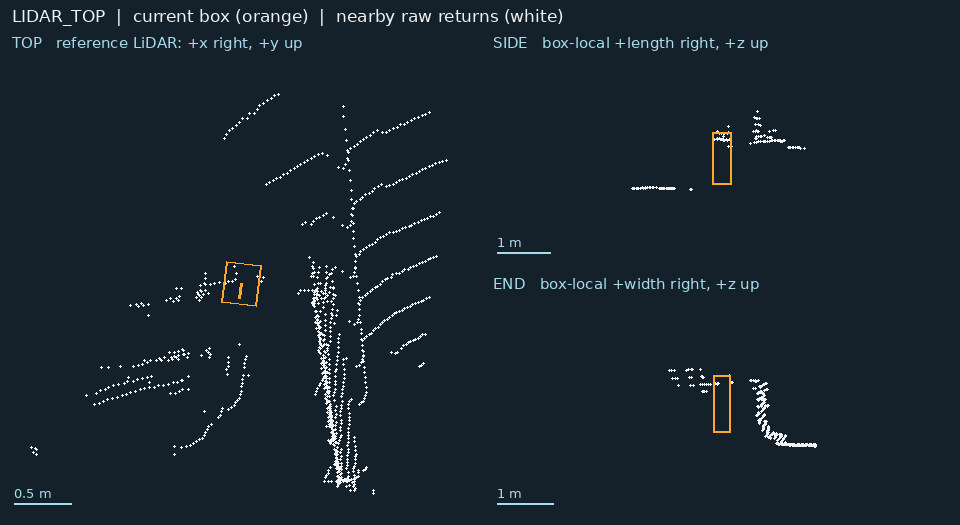 LIDAR_TOP  |  current box (orange)  |  nearby raw returns (white)
TOP   reference LiDAR: +x right, +y up
SIDE   box-local +length right, +z up
1 m
END   box-local +width right, +z up
0.5 m
1 m